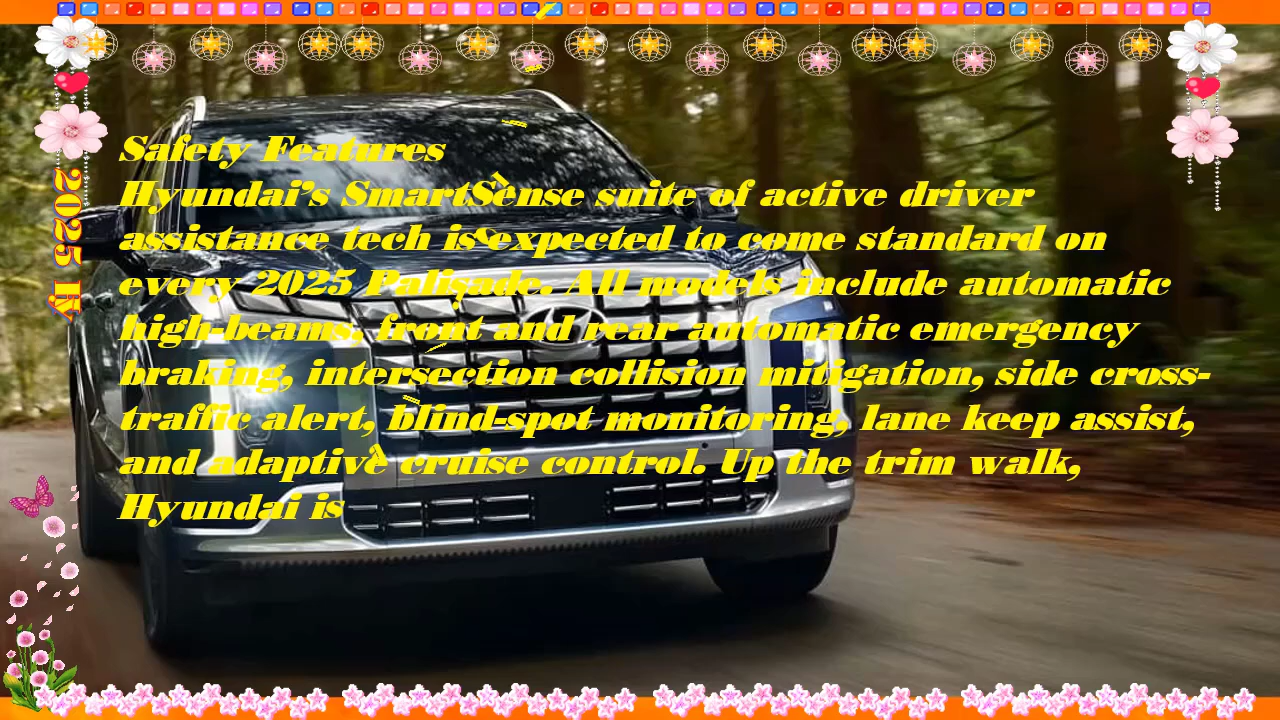 Safety Features
Hyundai's SmartSense suite of active driver
assistance tech is expected to come standard on
every 2025 Palisade. All models include automatic
high-beams, front and rear automatic emergency
braking, intersection collision mitigation, side cross-
traffic alert, blind-spot monitoring, lane keep assist,
and adaptive cruise control. Up the trim walk,
Hyundai is
2025 Hy